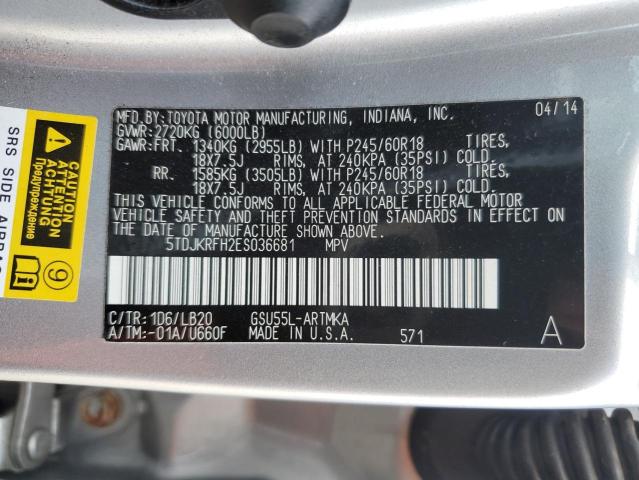 MFD.BY:TOYOTA MOTOR MANUFACTURING, INDIANA, INC. 04/14
GVWR:2720KG (6000LB)
GAWR:FRT. 1340KG (2955LB) WITH P245/60R18 TIRES,
18X7.5J RIMS, AT 240KPA (35PSI) COLD.
RR. 1585KG (3505LB) WITH P245/60R18 TIRES,
18X7.5J RIMS, AT 240KPA (35PSI) COLD.
THIS VEHICLE CONFORMS TO ALL APPLICABLE FEDERAL MOTOR
VEHICLE SAFETY AND THEFT PREVENTION STANDARDS IN EFFECT ON
THE DATE OF MANUFACTURE SHOWN ABOVE.
5TDJKRFH2ES036681 MPV
C/TR:1D6/LB20 GSU55L-ARTMKA
A/TM:-01A/U660F MADE IN U.S.A. 571 A
SRS SIDE AIRBAG
CAUTION
ATTENTION
Предупреждение
9